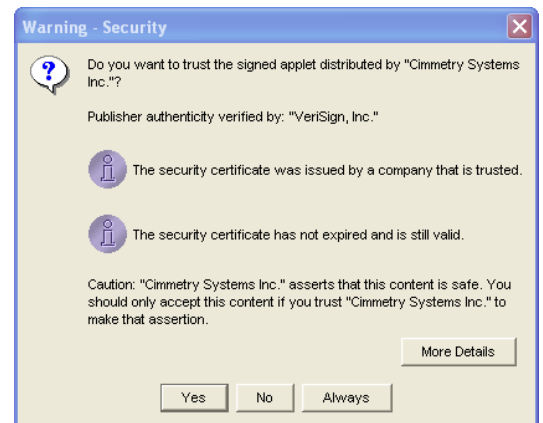 Warning - Security
Do you want to trust the signed applet distributed by "Cimmetry Systems
Inc."?
Publisher authenticity verified by: "VeriSign, Inc."
The security certificate was issued by a company that is trusted.
The security certificate has not expired and is still valid.
Caution: "Cimmetry Systems Inc." asserts that this content is safe. You
should only accept this content if you trust "Cimmetry Systems Inc." to
make that assertion.
More Details
Yes No Always